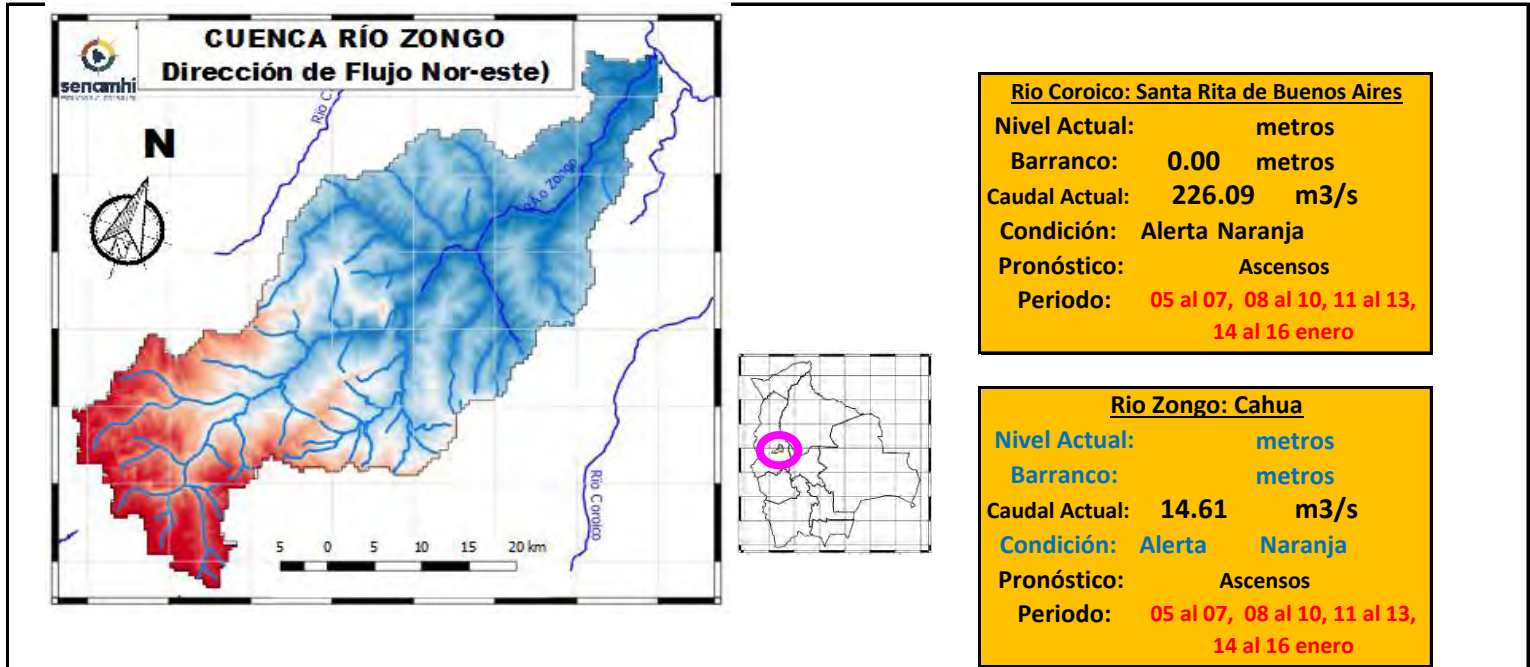 CUENCA RÍO ZONGO
Dirección de Flujo Nor-este)
sencmhi
Río C
N
RÃ­o Zongo
Río Coroico
5 0 5 10 15 20 km
Rio Coroico: Santa Rita de Buenos Aires
Nivel Actual: metros
Barranco: 0.00 metros
Caudal Actual: 226.09 m3/s
Condición: Alerta Naranja
Pronóstico: Ascensos
Periodo: 05 al 07, 08 al 10, 11 al 13,
14 al 16 enero
Rio Zongo: Cahua
Nivel Actual: metros
Barranco: metros
Caudal Actual: 14.61 m3/s
Condición: Alerta Naranja
Pronóstico: Ascensos
Periodo: 05 al 07, 08 al 10, 11 al 13,
14 al 16 enero